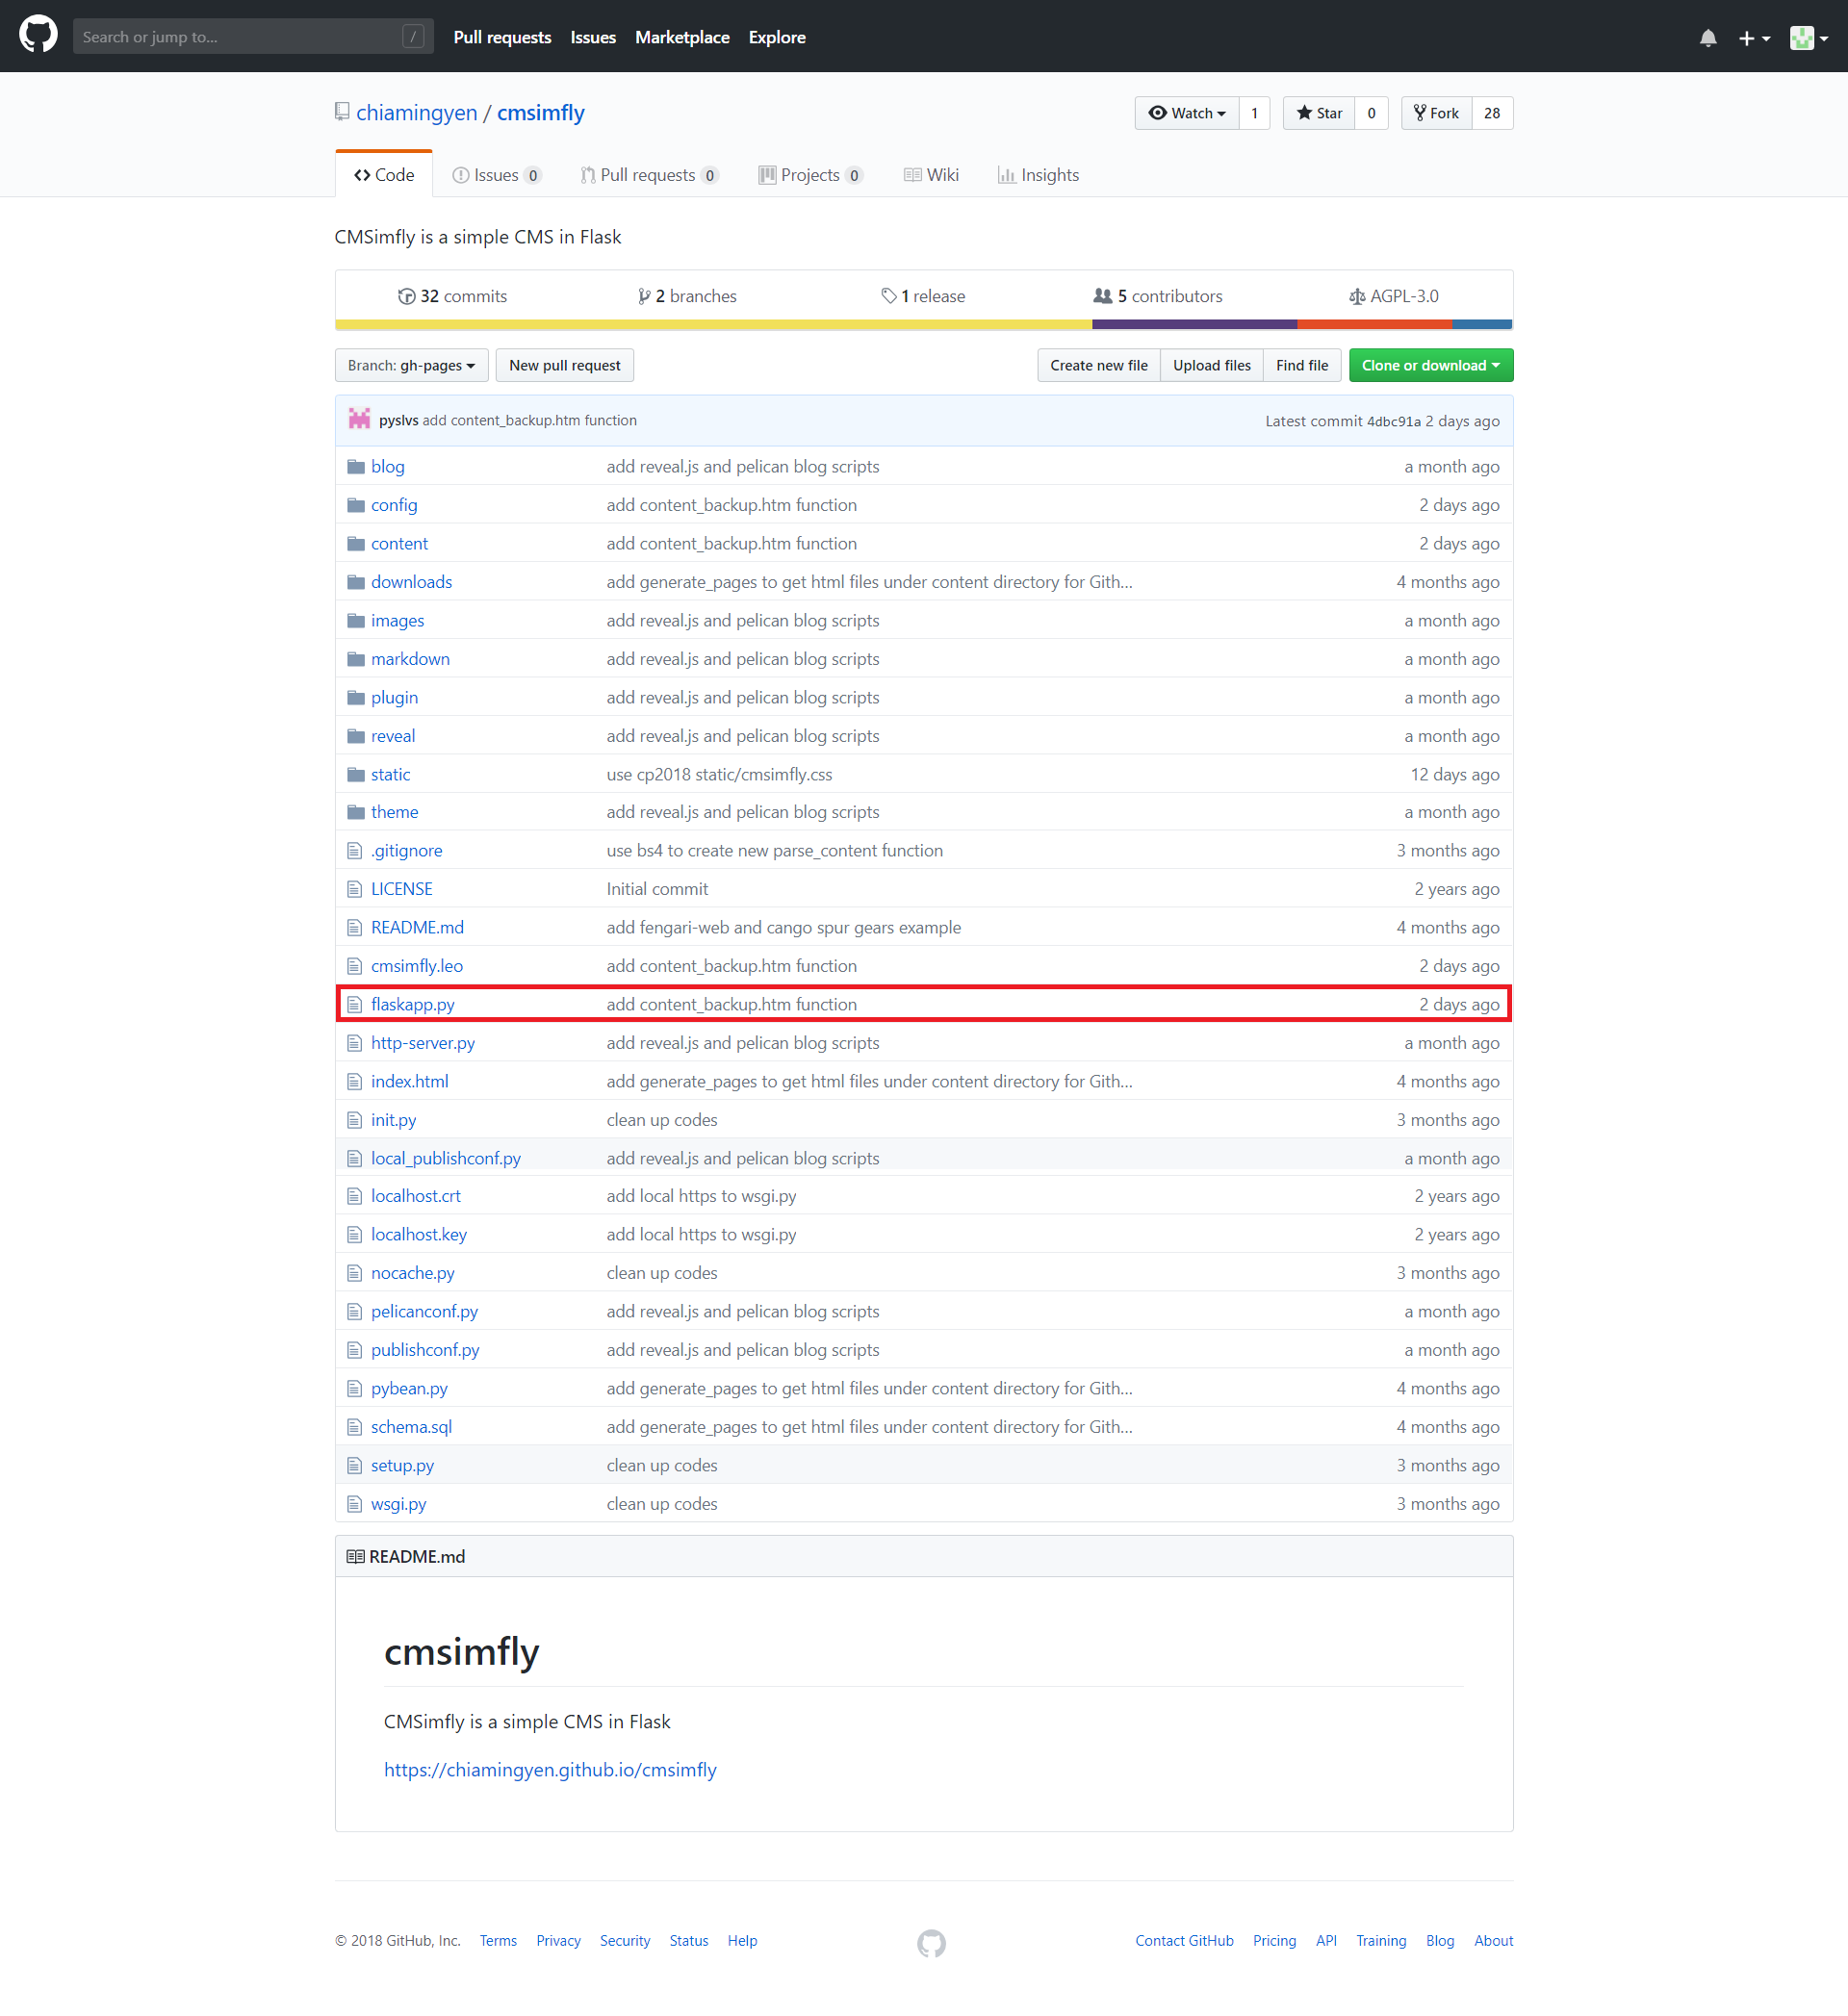 Search or jump to... / Pull requests Issues Marketplace Explore
chiamingyen / cmsimfly Watch 1 Star 0 Fork 28
Code Issues 0 Pull requests 0 Projects 0 Wiki Insights
CMSimfly is a simple CMS in Flask
32 commits 2 branches 1 release 5 contributors AGPL-3.0
Branch: gh-pages New pull request Create new file Upload files Find file Clone or download
pyslvs add content_backup.htm function Latest commit 4dbc91a 2 days ago
blog add reveal.js and pelican blog scripts a month ago
config add content_backup.htm function 2 days ago
content add content_backup.htm function 2 days ago
downloads add generate_pages to get html files under content directory for Gith... 4 months ago
images add reveal.js and pelican blog scripts a month ago
markdown add reveal.js and pelican blog scripts a month ago
plugin add reveal.js and pelican blog scripts a month ago
reveal add reveal.js and pelican blog scripts a month ago
static use cp2018 static/cmsimfly.css 12 days ago
theme add reveal.js and pelican blog scripts a month ago
.gitignore use bs4 to create new parse_content function 3 months ago
LICENSE Initial commit 2 years ago
README.md add fengari-web and cango spur gears example 4 months ago
cmsimfly.leo add content_backup.htm function 2 days ago
flaskapp.py add content_backup.htm function 2 days ago
http-server.py add reveal.js and pelican blog scripts a month ago
index.html add generate_pages to get html files under content directory for Gith... 4 months ago
init.py clean up codes 3 months ago
local_publishconf.py add reveal.js and pelican blog scripts a month ago
localhost.crt add local https to wsgi.py 2 years ago
localhost.key add local https to wsgi.py 2 years ago
nocache.py clean up codes 3 months ago
pelicanconf.py add reveal.js and pelican blog scripts a month ago
publishconf.py add reveal.js and pelican blog scripts a month ago
pybean.py add generate_pages to get html files under content directory for Gith... 4 months ago
schema.sql add generate_pages to get html files under content directory for Gith... 4 months ago
setup.py clean up codes 3 months ago
wsgi.py clean up codes 3 months ago
README.md
cmsimfly
CMSimfly is a simple CMS in Flask
https://chiamingyen.github.io/cmsimfly
© 2018 GitHub, Inc. Terms Privacy Security Status Help Contact GitHub Pricing API Training Blog About